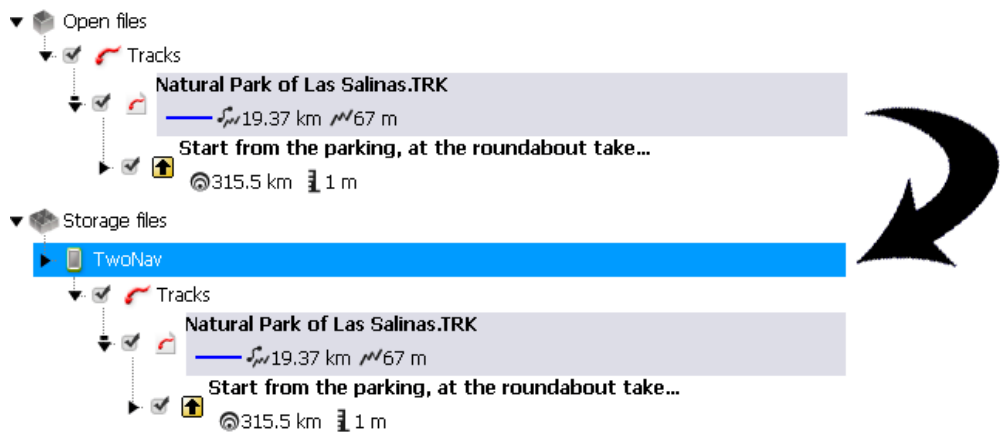 Open files
Tracks
Natural Park of Las Salinas.TRK
19.37 km 67 m
Start from the parking, at the roundabout take...
315.5 km 1 m
Storage files
TwoNav
Tracks
Natural Park of Las Salinas.TRK
19.37 km 67 m
Start from the parking, at the roundabout take...
315.5 km 1 m